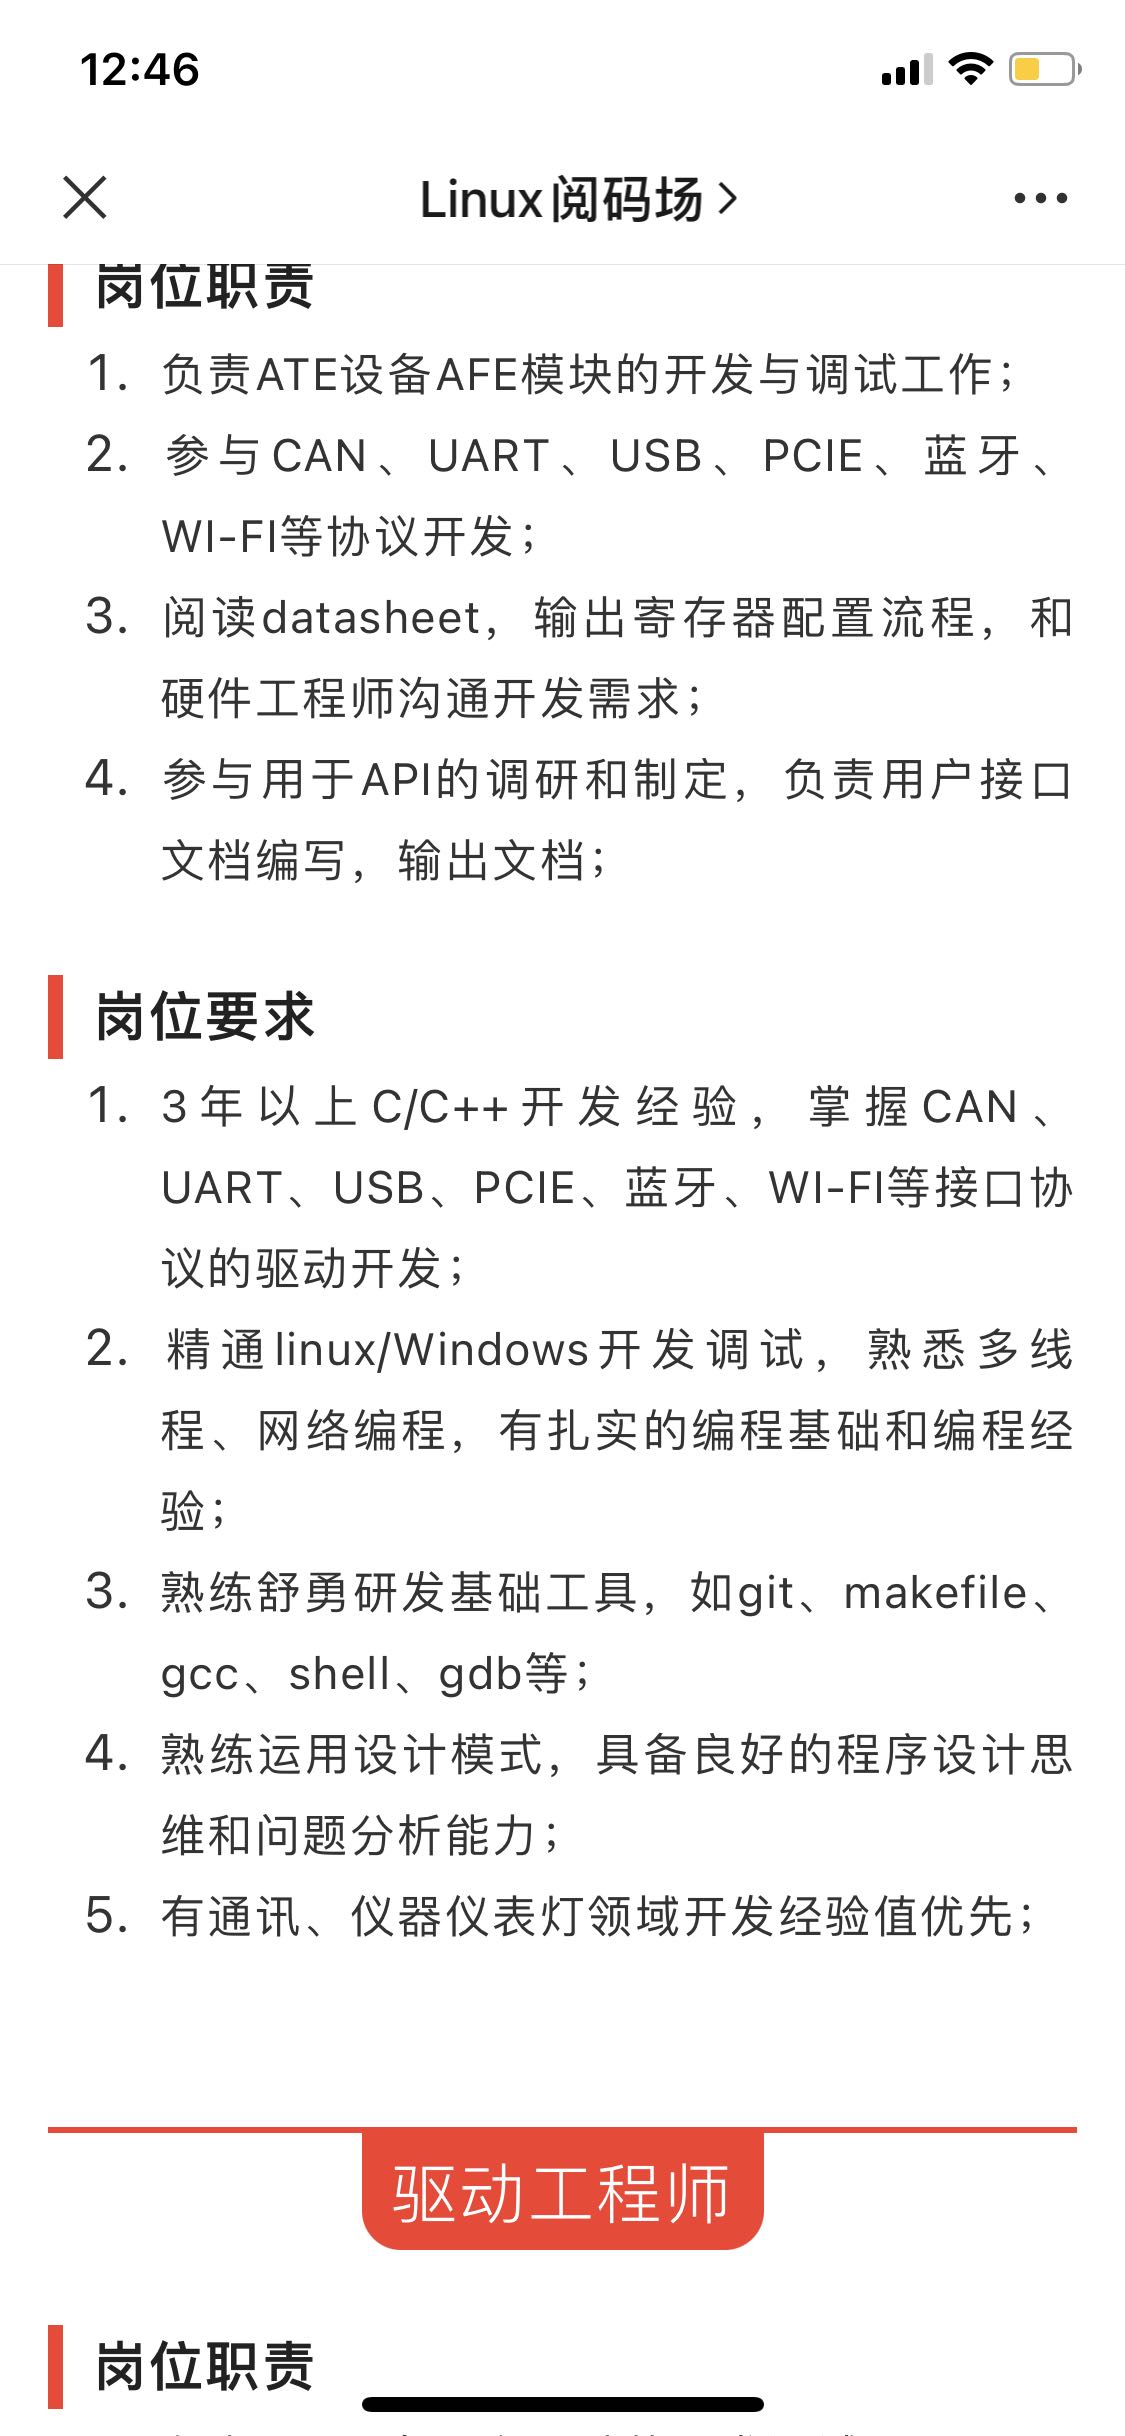 12:46
Linux阅码场
岗位职责
1. 负责ATE设备AFE模块的开发与调试工作；
2. 参与CAN、UART、USB、PCIE、蓝牙、
WI-FI等协议开发；
3. 阅读datasheet，输出寄存器配置流程，和
硬件工程师沟通开发需求；
4. 参与用于API的调研和制定，负责用户接口
文档编写，输出文档；
岗位要求
1. 3年以上C/C++开发经验，掌握CAN、
UART、USB、PCIE、蓝牙、WI-FI等接口协
议的驱动开发；
2. 精通linux/Windows开发调试，熟悉多线
程、网络编程，有扎实的编程基础和编程经
验；
3. 熟练舒勇研发基础工具，如git、makefile、
gcc、shell、gdb等；
4. 熟练运用设计模式，具备良好的程序设计思
维和问题分析能力；
5. 有通讯、仪器仪表灯领域开发经验值优先；
驱动工程师
岗位职责